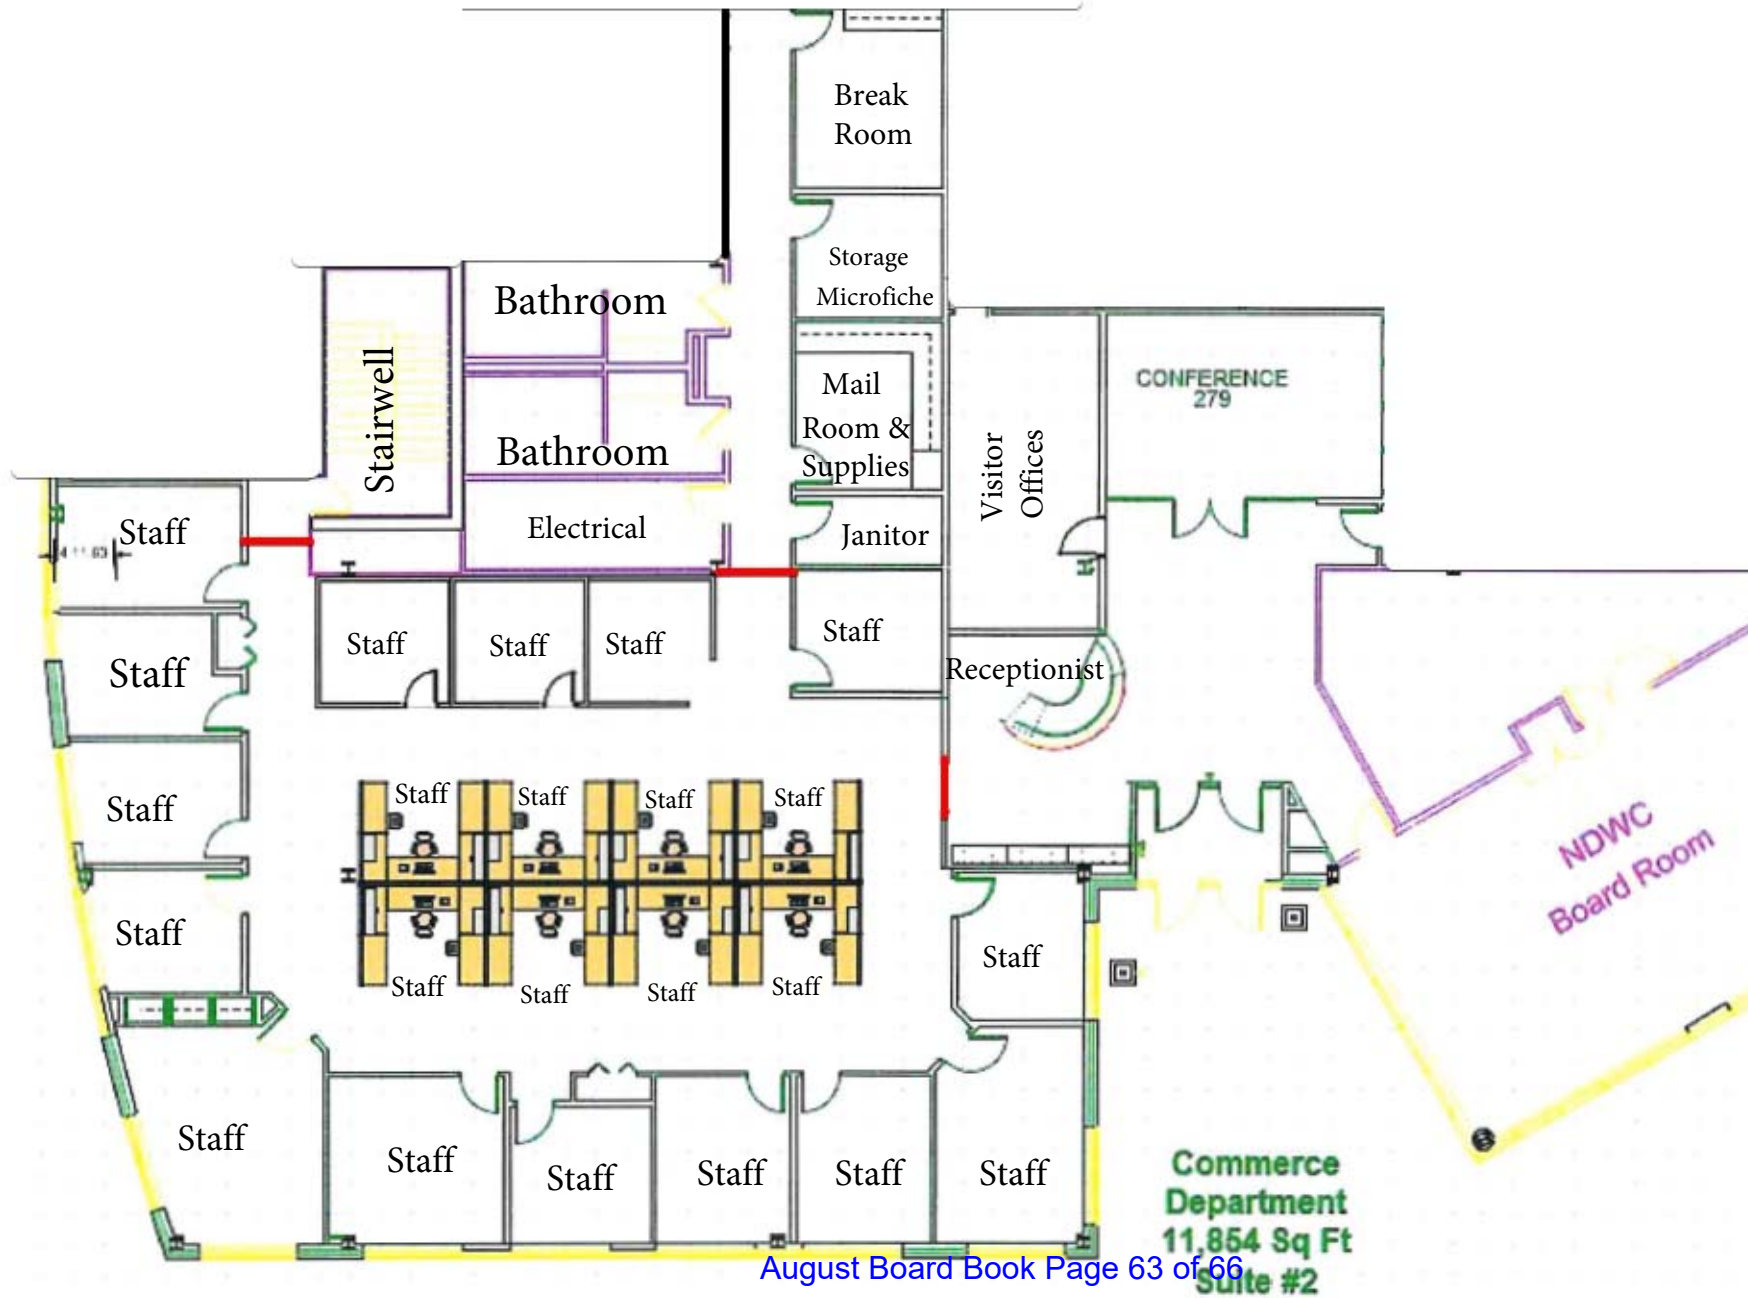 Break
Room
Storage
Microfiche
Bathroom
Stairwell
Mail
Room &
Supplies
CONFERENCE
279
Bathroom
Visitor
Offices
Electrical
Janitor
Staff
4 11.63
Staff
Staff
Staff
Staff
Staff
Receptionist
Staff
Staff
Staff
Staff
Staff
Staff
NDWC
Board Room
Staff
Staff
Staff
Staff
Staff
Staff
Staff
Staff
Staff
Staff
Staff
Staff
Commerce
Department
11,854 Sq Ft
Suite #2
August Board Book Page 63 of 66